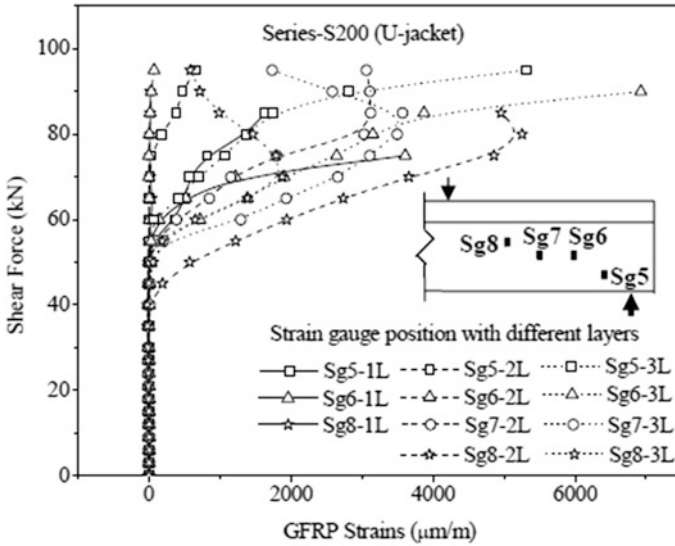 Series-S200 (U-jacket)
100
80
60
40
20
0
Shear Force (kN)
Sg8
Sg7
Sg6
Sg5
Strain gauge position with different layers
Sg5-1L Sg5-2L Sg5-3L
Sg6-1L Sg6-2L Sg6-3L
Sg8-1L Sg7-2L Sg7-3L
Sg8-2L Sg8-3L
0 2000 4000 6000
GFRP Strains (μm/m)